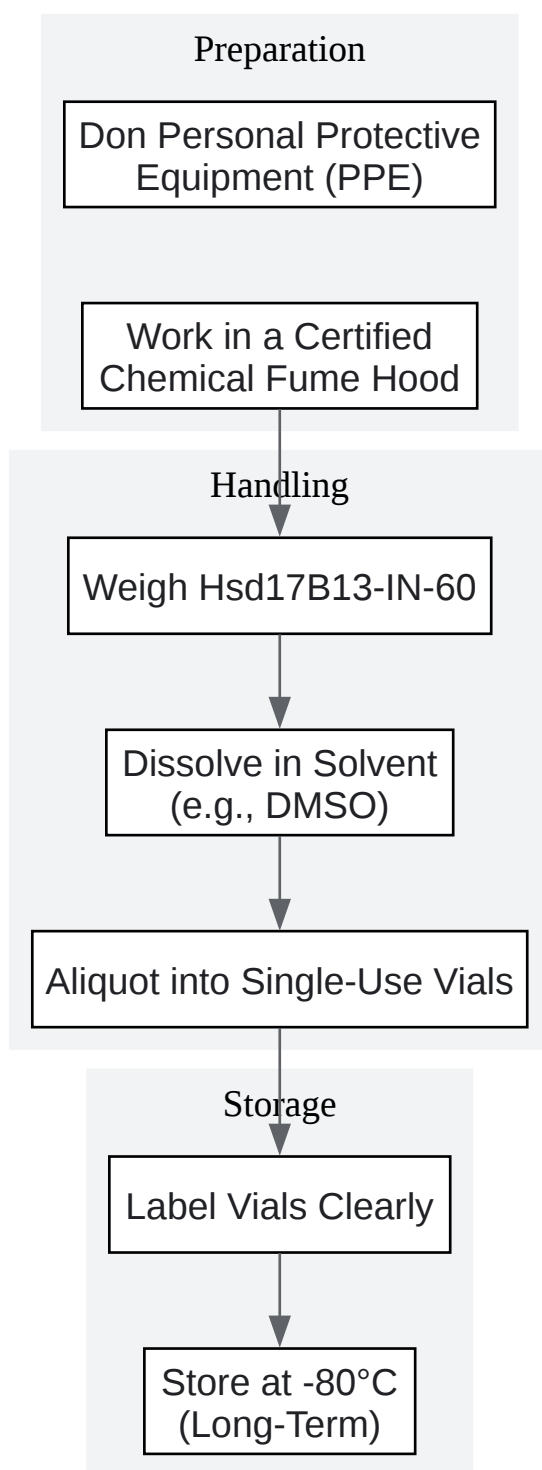 Preparation
Don Personal Protective
Equipment (PPE)
Work in a Certified
Chemical Fume Hood
Handling
Weigh Hsd17B13-IN-60
Dissolve in Solvent
(e.g., DMSO)
Aliquot into Single-Use Vials
Storage
Label Vials Clearly
Store at -80°C
(Long-Term)